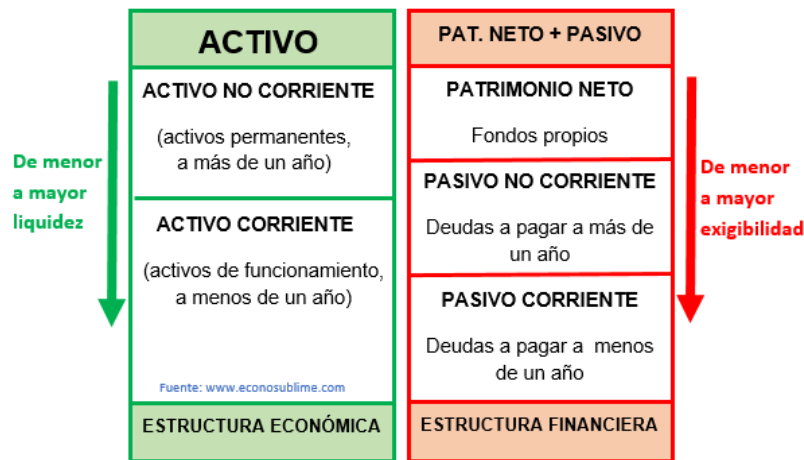 ACTIVO
ACTIVO NO CORRIENTE
(activos permanentes,
a más de un año)
ACTIVO CORRIENTE
(activos de funcionamiento,
a menos de un año)
Fuente: www.econosublime.com
ESTRUCTURA ECONÓMICA
De menor
a mayor
liquidez
PAT. NETO + PASIVO
PATRIMONIO NETO
Fondos propios
PASIVO NO CORRIENTE
Deudas a pagar a más de
un año
PASIVO CORRIENTE
Deudas a pagar a menos
de un año
ESTRUCTURA FINANCIERA
De menor
a mayor
exigibilidad